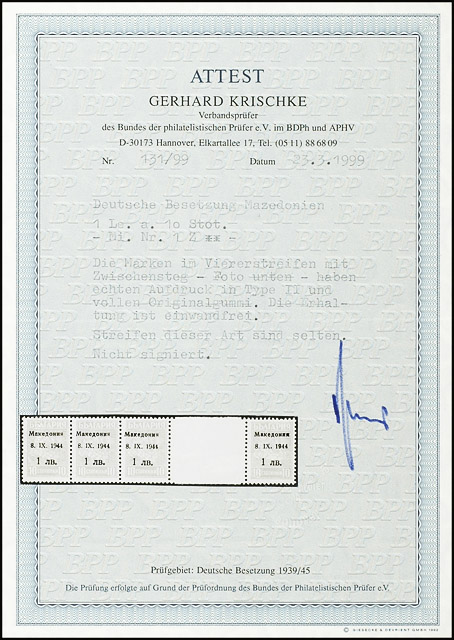 ATTEST
GERHARD KRISCHKE
Verbandsprüfer
des Bundes der philatelistischen Prüfer e.V. im BDPh und APHV
D-30173 Hannover, Elkartallee 17, Tel. (05 11) 88 68 09
Nr. 131/99 Datum 23.3.1999
Deutsche Besetzung Mazedonien
1 Le. a. 10 Stot.
- Mi. Nr. 1 Z ** -
Die Marken im Viererstreifen mit
Zwischensteg - Foto unten - haben
echten Aufdruck in Type II und
vollen Originalgummi. Die Erhal-
tung ist einwandfrei.
Streifen dieser Art sind selten.
Nicht signiert.
Македония Македония Македония Македония
8. IX. 1944 8. IX. 1944 8. IX. 1944 8. IX. 1944
1 лв. 1 лв. 1 лв. 1 лв.
Prüfgebiet: Deutsche Besetzung 1939/45
Die Prüfung erfolgte auf Grund der Prüfordnung des Bundes der Philatelistischen Prüfer e.V.
© GIESECKE & DEVRIENT GMBH